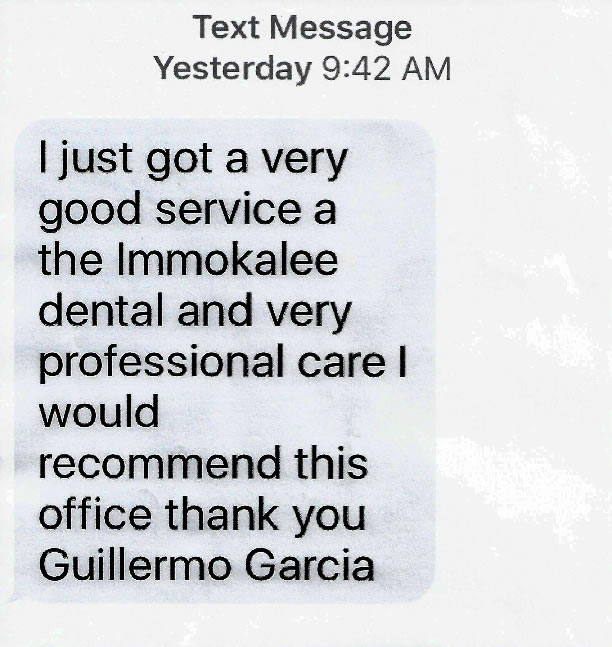 Text Message
Yesterday 9:42 AM
I just got a very
good service a
the Immokalee
dental and very
professional care I
would
recommend this
office thank you
Guillermo Garcia